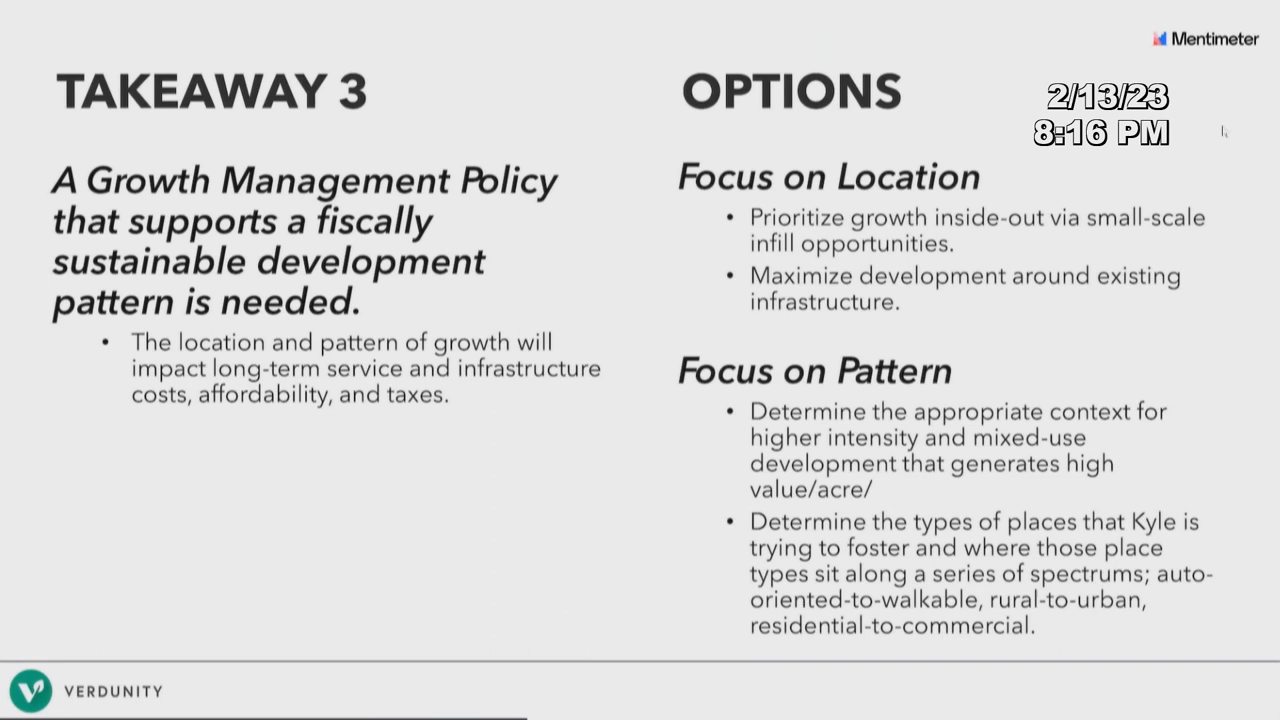 Mentimeter
TAKEAWAY 3
A Growth Management Policy
that supports a fiscally
sustainable development
pattern is needed.
• The location and pattern of growth will
impact long-term service and infrastructure
costs, affordability, and taxes.
OPTIONS
2/13/23
8:16 PM
Focus on Location
• Prioritize growth inside-out via small-scale
infill opportunities.
• Maximize development around existing
infrastructure.
Focus on Pattern
• Determine the appropriate context for
higher intensity and mixed-use
development that generates high
value/acre/
• Determine the types of places that Kyle is
trying to foster and where those place
types sit along a series of spectrums; auto-
oriented-to-walkable, rural-to-urban,
residential-to-commercial.
VERDUNITY